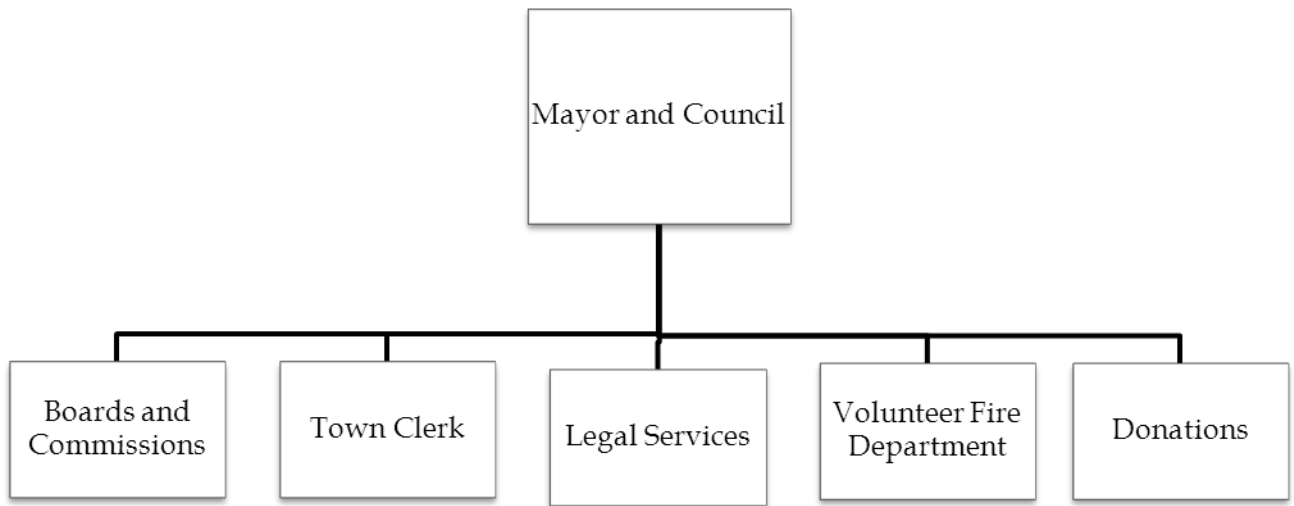 Mayor and Council
Boards and
Commissions
Town Clerk
Legal Services
Volunteer Fire
Department
Donations